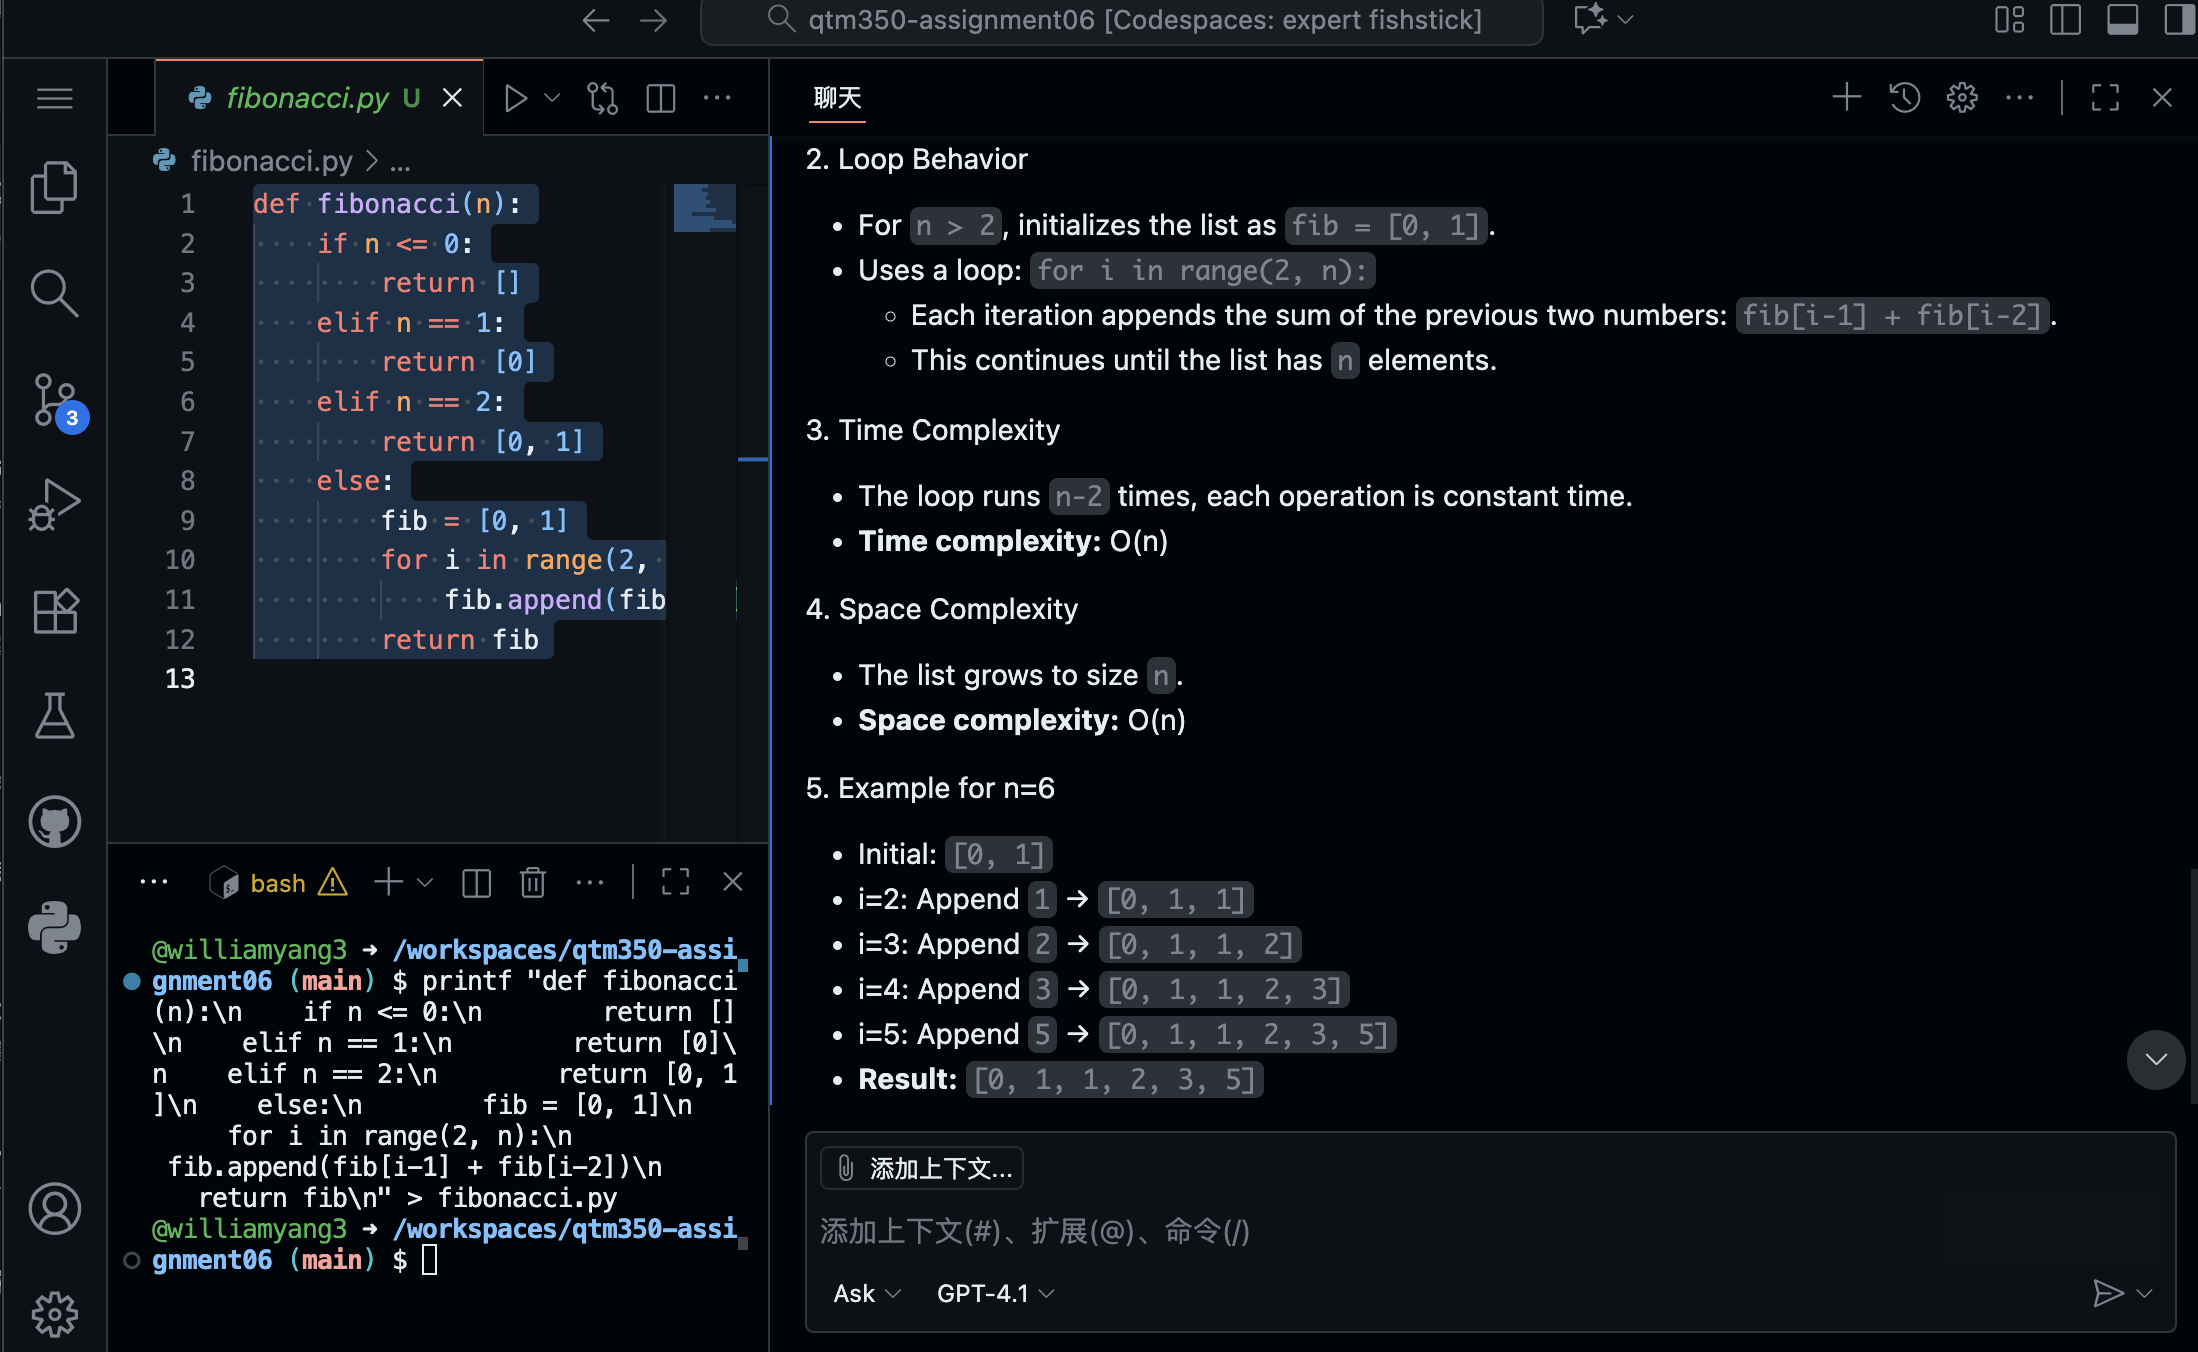 qtm350-assignment06 [Codespaces: expert fishstick]
fibonacci.py U
fibonacci.py > ...
1 def fibonacci(n):
2 if n <= 0:
3 return []
4 elif n == 1:
5 return [0]
6 elif n == 2:
7 return [0, 1]
8 else:
9 fib = [0, 1]
10 for i in range(2,
11 fib.append(fib
12 return fib
13
3
bash
@williamyang3 → /workspaces/qtm350-assi
gnment06 (main) $ printf "def fibonacci
(n):\n    if n <= 0:\n        return []
\n    elif n == 1:\n        return [0]\
n    elif n == 2:\n        return [0, 1
]\n    else:\n        fib = [0, 1]\n
for i in range(2, n):\n
fib.append(fib[i-1] + fib[i-2])\n
return fib\n" > fibonacci.py
@williamyang3 → /workspaces/qtm350-assi
gnment06 (main) $
聊天
2. Loop Behavior
• For n > 2, initializes the list as fib = [0, 1].
• Uses a loop: for i in range(2, n):
◦ Each iteration appends the sum of the previous two numbers: fib[i-1] + fib[i-2].
◦ This continues until the list has n elements.
3. Time Complexity
• The loop runs n-2 times, each operation is constant time.
• Time complexity: O(n)
4. Space Complexity
• The list grows to size n.
• Space complexity: O(n)
5. Example for n=6
• Initial: [0, 1]
• i=2: Append 1 → [0, 1, 1]
• i=3: Append 2 → [0, 1, 1, 2]
• i=4: Append 3 → [0, 1, 1, 2, 3]
• i=5: Append 5 → [0, 1, 1, 2, 3, 5]
• Result: [0, 1, 1, 2, 3, 5]
添加上下文...
添加上下文(#)、扩展(@)、命令(/)
Ask GPT-4.1